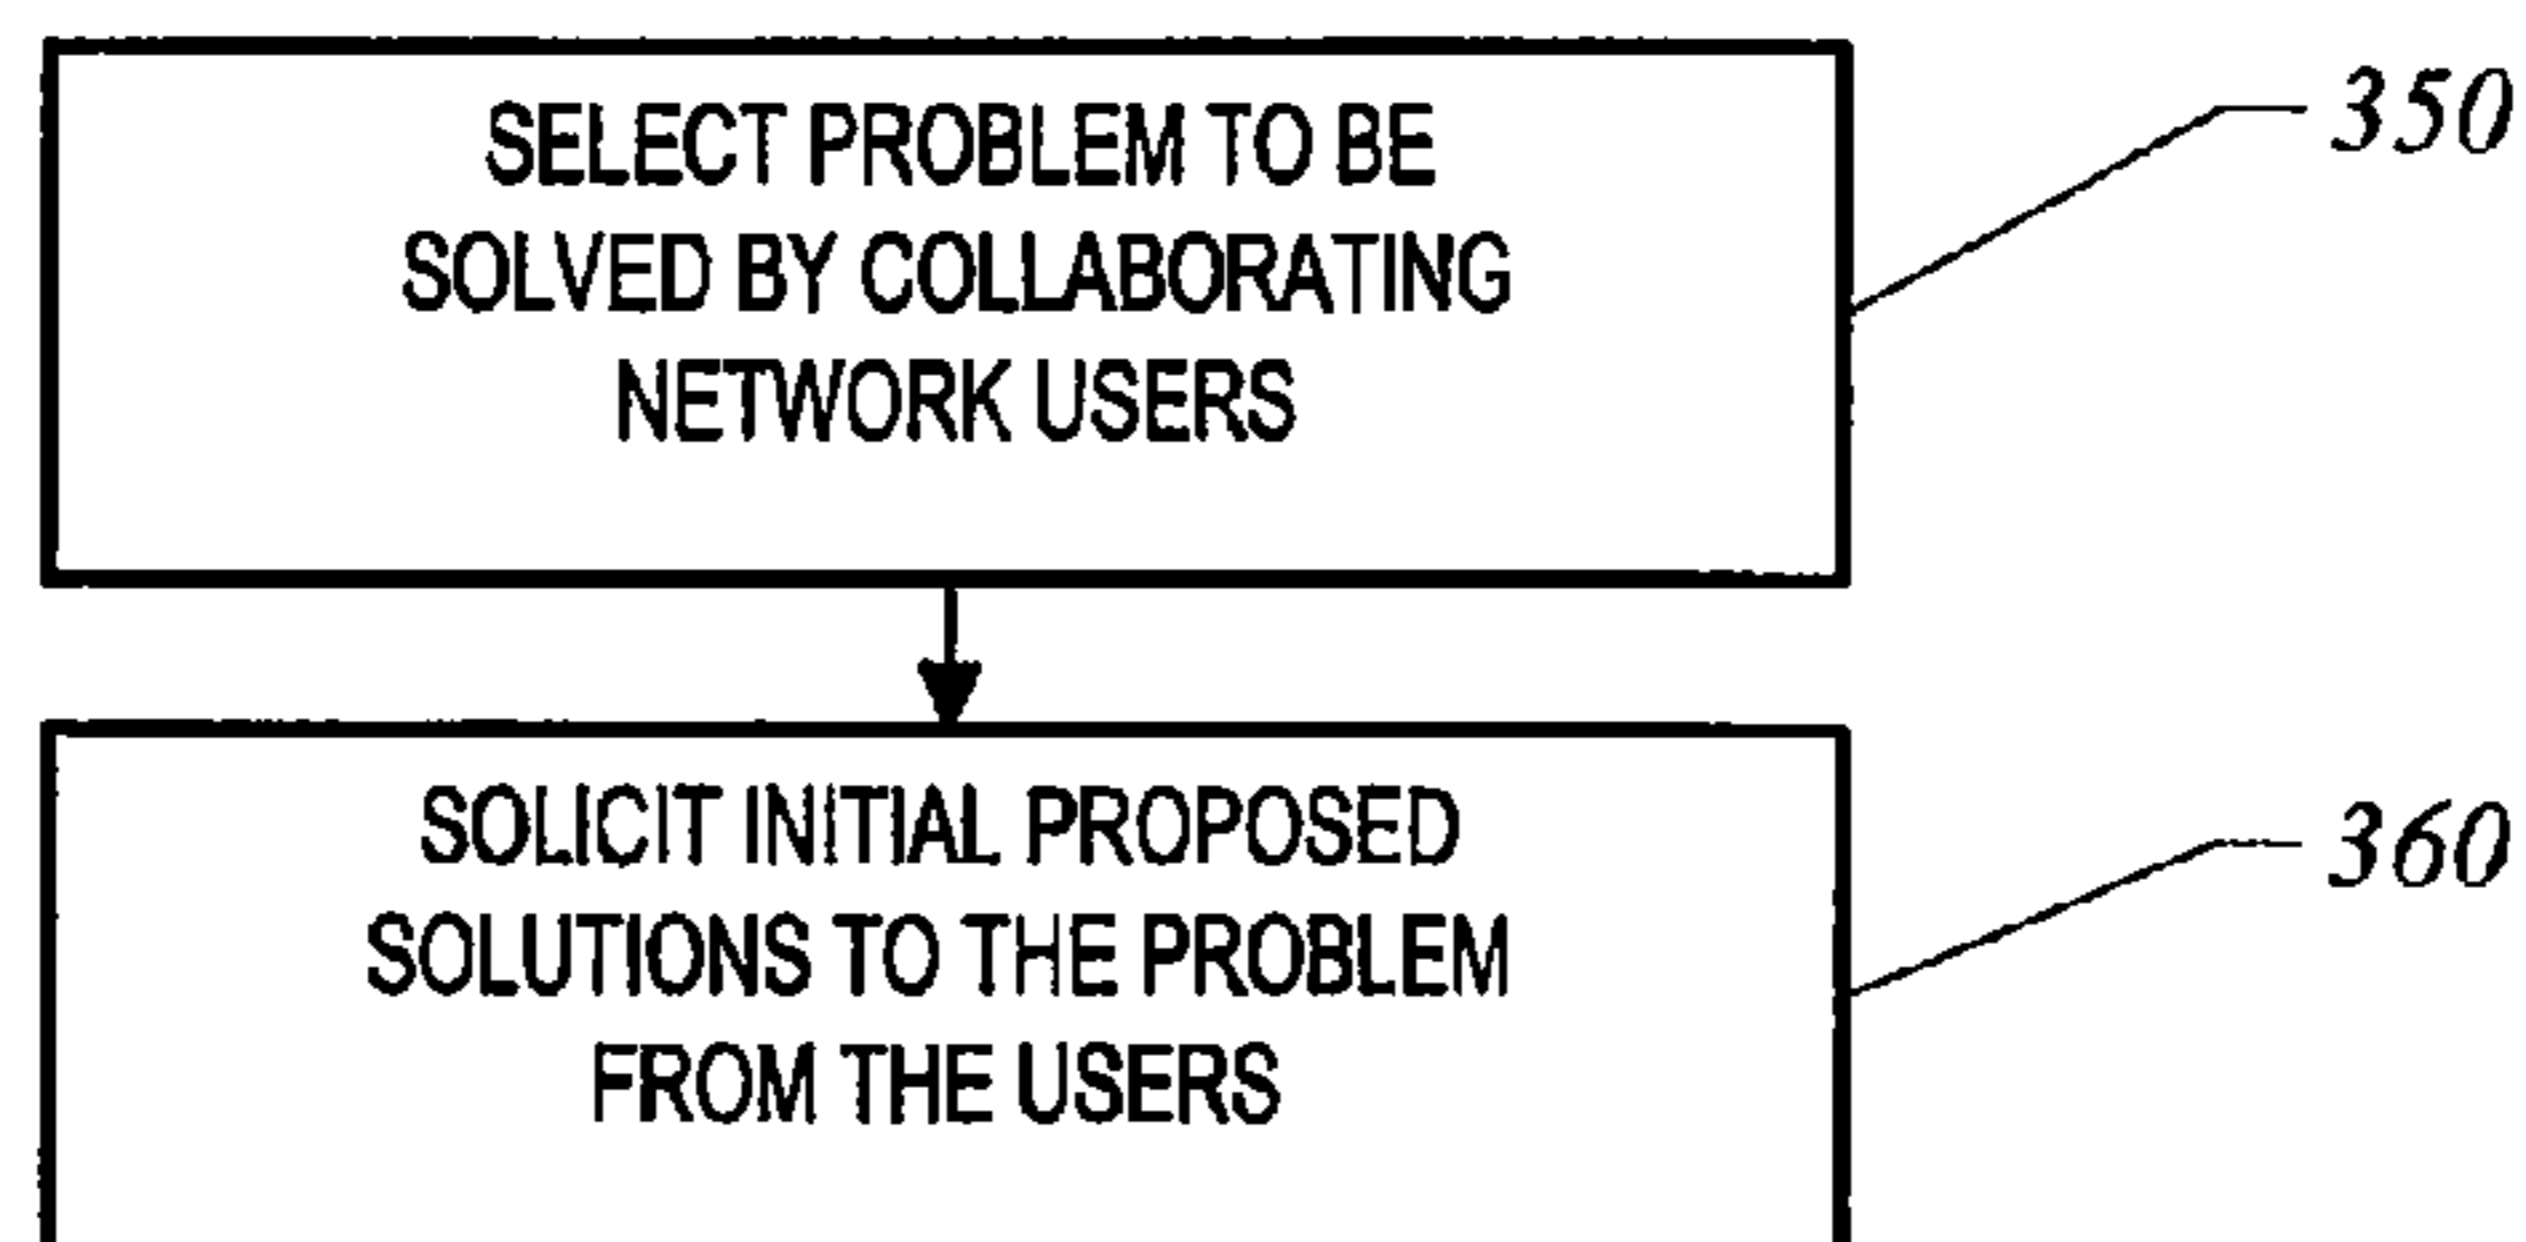 SELECT PROBLEM TO BE
SOLVED BY COLLABORATING
NETWORK USERS
350
SOLICIT INITIAL PROPOSED
SOLUTIONS TO THE PROBLEM
FROM THE USERS
360